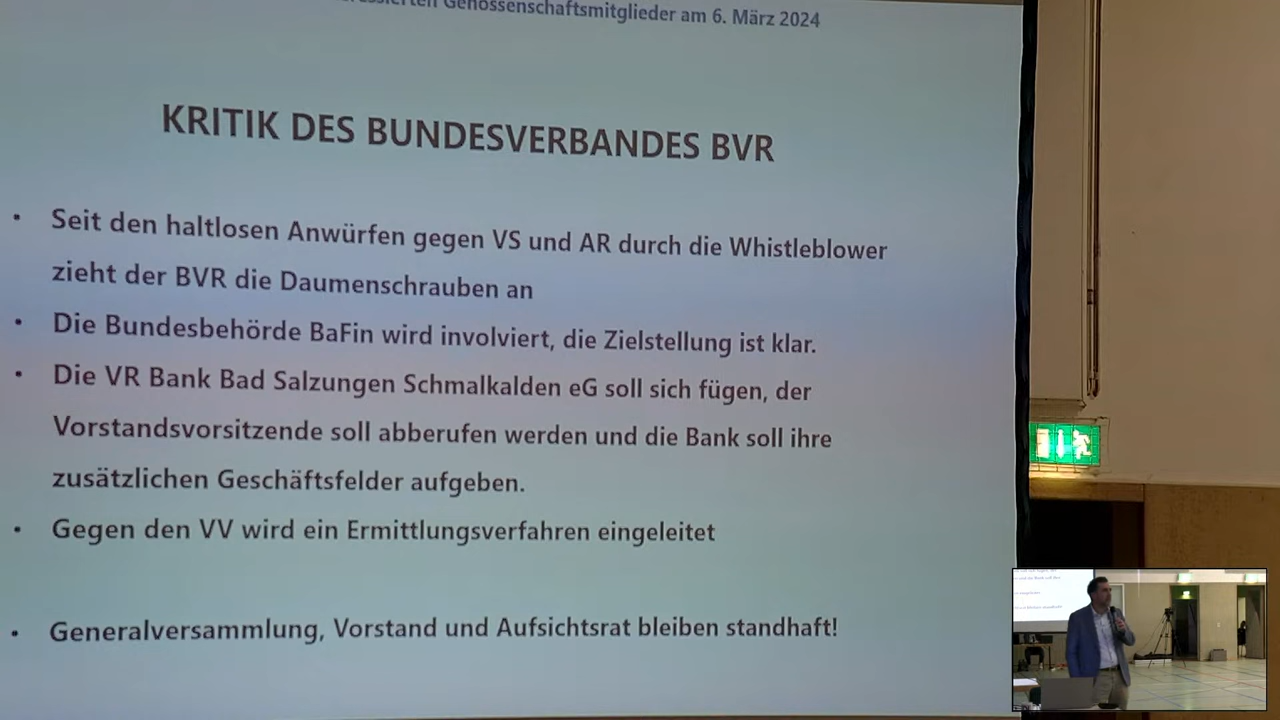 Genossenschaftsmitglieder am 6. März 2024
KRITIK DES BUNDESVERBANDES BVR
• Seit den haltlosen Anwürfen gegen VS und AR durch die Whistleblower
zieht der BVR die Daumenschrauben an
• Die Bundesbehörde BaFin wird involviert, die Zielstellung ist klar.
• Die VR Bank Bad Salzungen Schmalkalden eG soll sich fügen, der
Vorstandsvorsitzende soll abberufen werden und die Bank soll ihre
zusätzlichen Geschäftsfelder aufgeben.
• Gegen den VV wird ein Ermittlungsverfahren eingeleitet
• Generalversammlung, Vorstand und Aufsichtsrat bleiben standhaft!